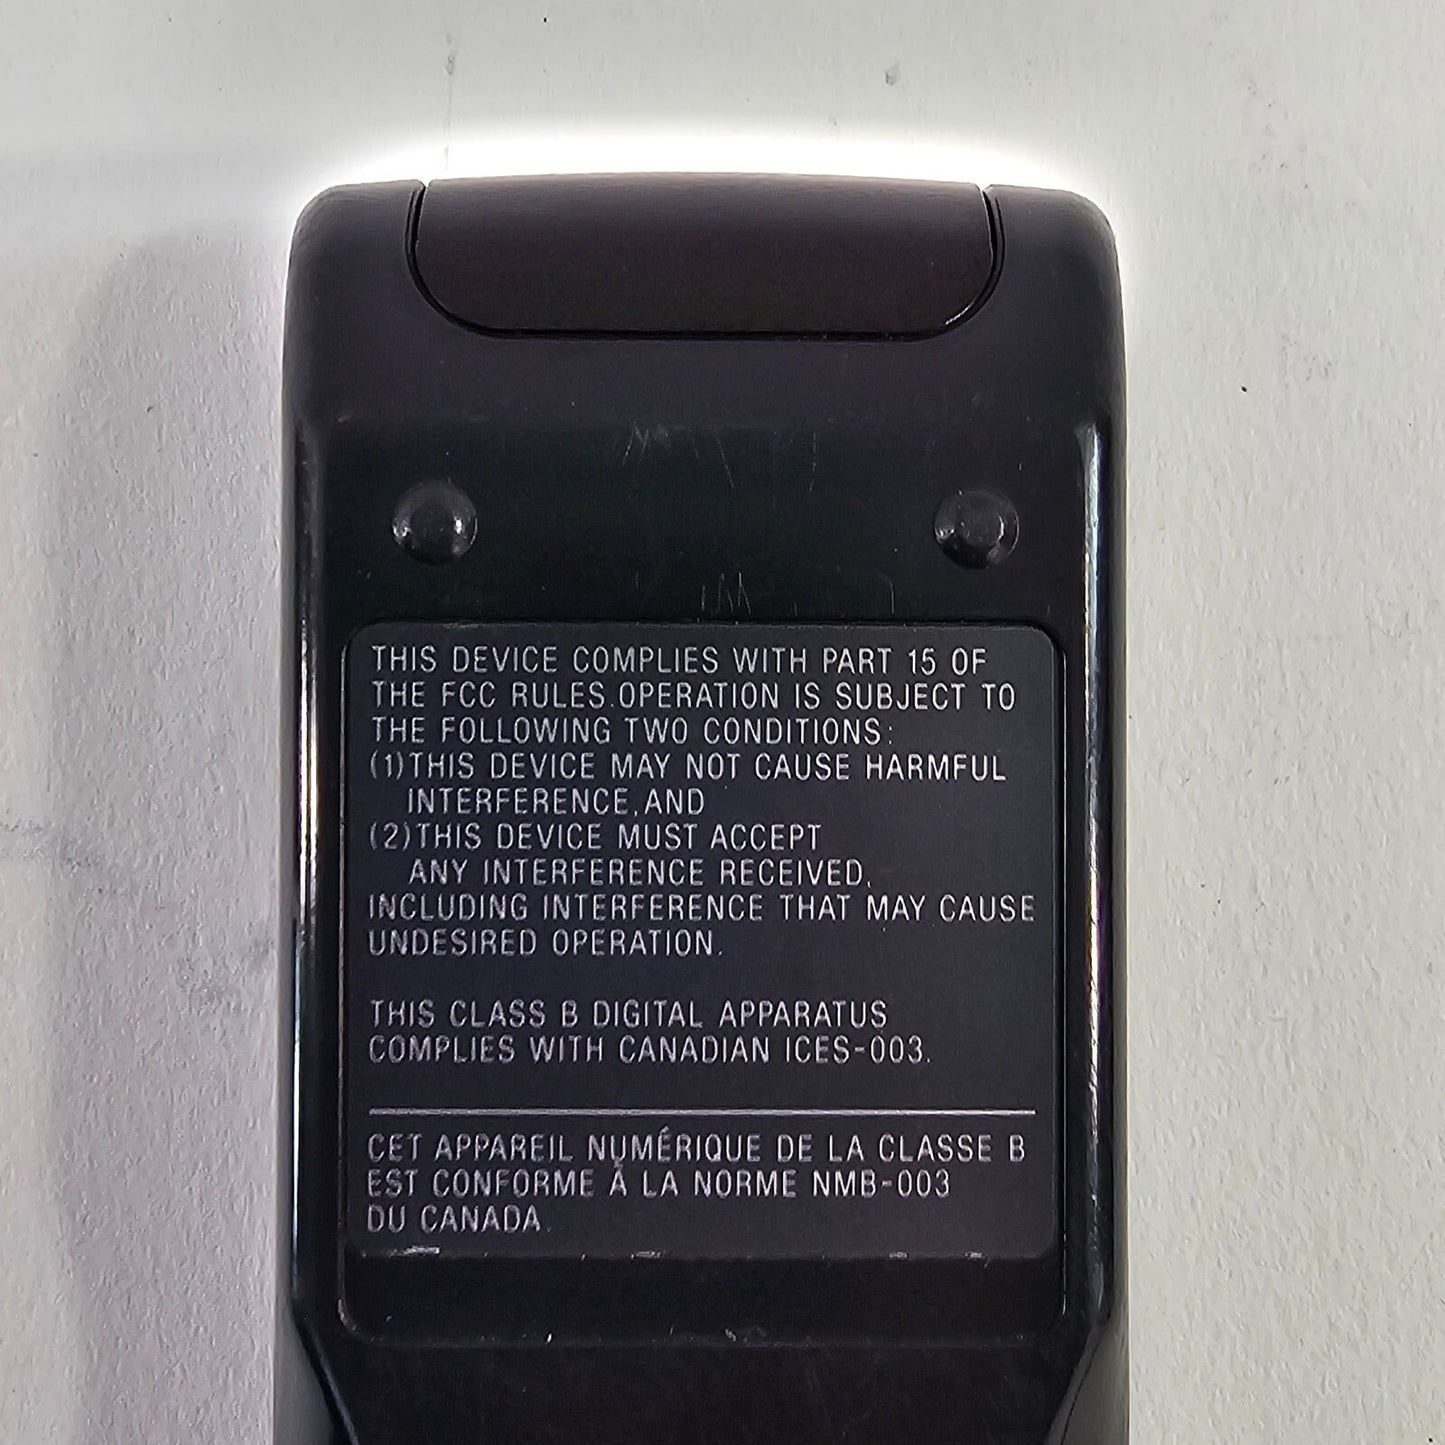 THIS DEVICE COMPLIES WITH PART 15 OF
THE FCC RULES.OPERATION IS SUBJECT TO
THE FOLLOWING TWO CONDITIONS:
(1)THIS DEVICE MAY NOT CAUSE HARMFUL
INTERFERENCE,AND
(2)THIS DEVICE MUST ACCEPT
ANY INTERFERENCE RECEIVED,
INCLUDING INTERFERENCE THAT MAY CAUSE
UNDESIRED OPERATION.
THIS CLASS B DIGITAL APPARATUS
COMPLIES WITH CANADIAN ICES-003.
CET APPAREIL NUMÉRIQUE DE LA CLASSE B
EST CONFORME À LA NORME NMB-003
DU CANADA.